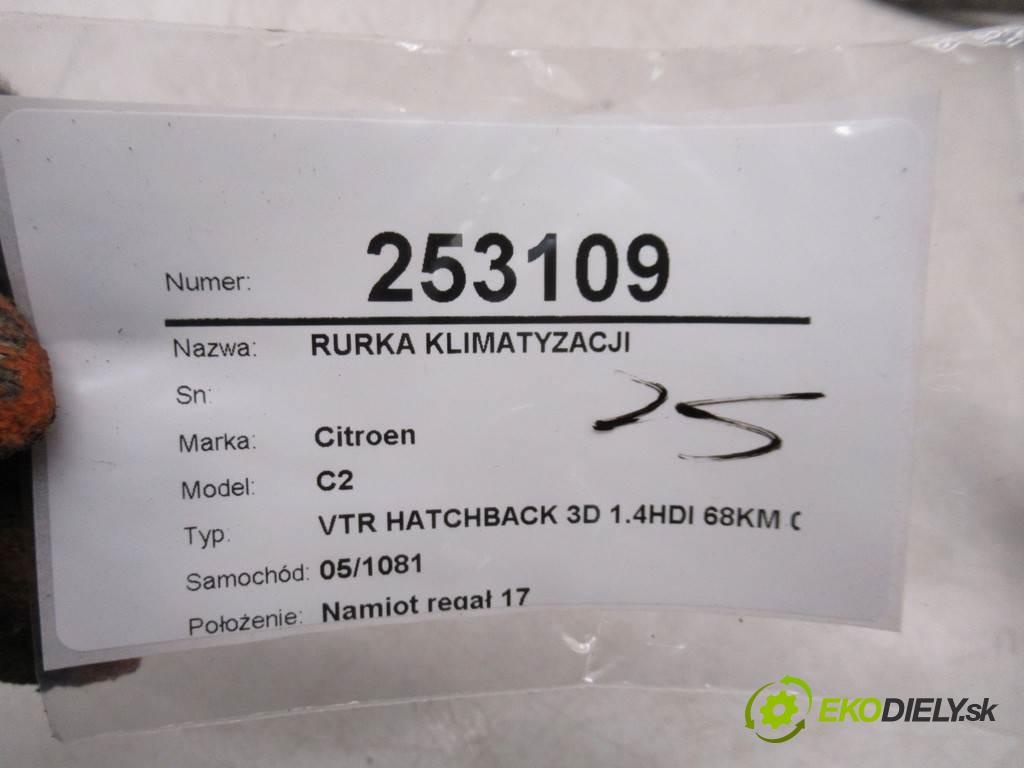 Numer: 253109
Nazwa: RURKA KLIMATYZACJI
Sn:
25
Marka: Citroen
Model: C2
Typ: VTR HATCHBACK 3D 1.4HDI 68KM
Samochód: 05/1081
Położenie: Namiot regał 17
EKODIELY.sk